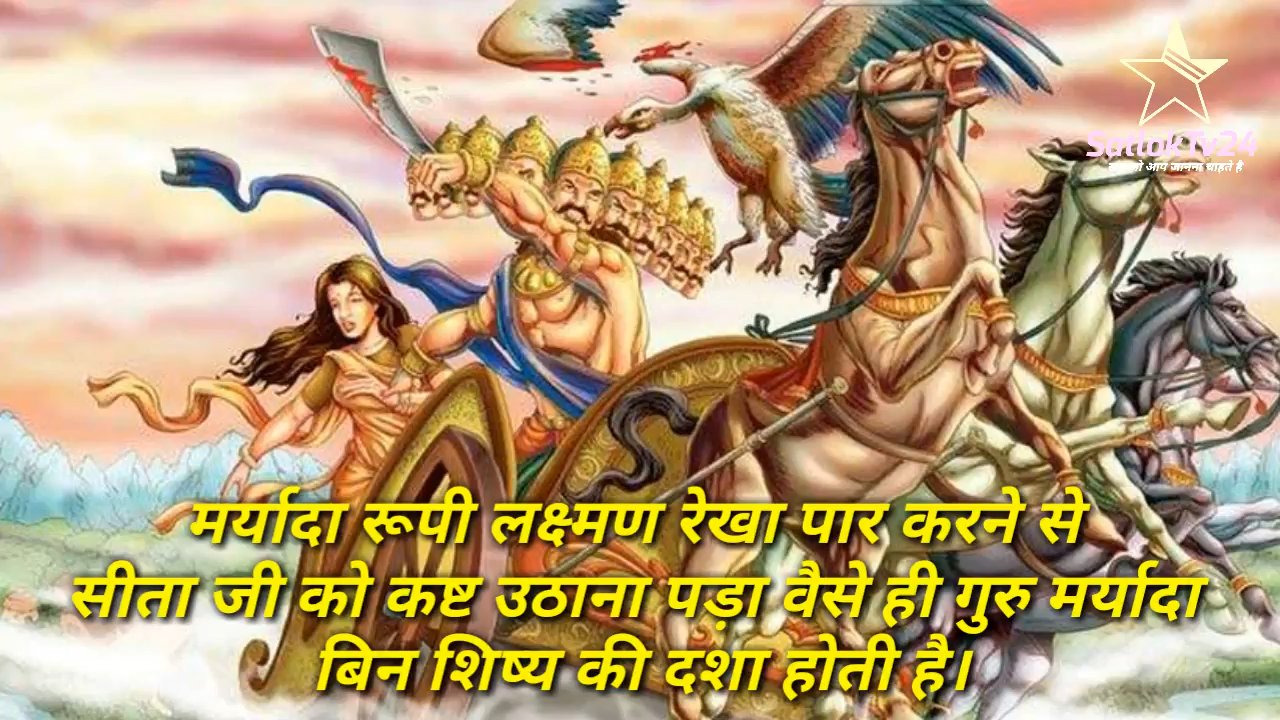 SatlokTv24
मर्यादा रूपी लक्ष्मण रेखा पार करने से
सीता जी को कष्ट उठाना पड़ा वैसे ही गुरु मर्यादा
बिन शिष्य की दशा होती है।